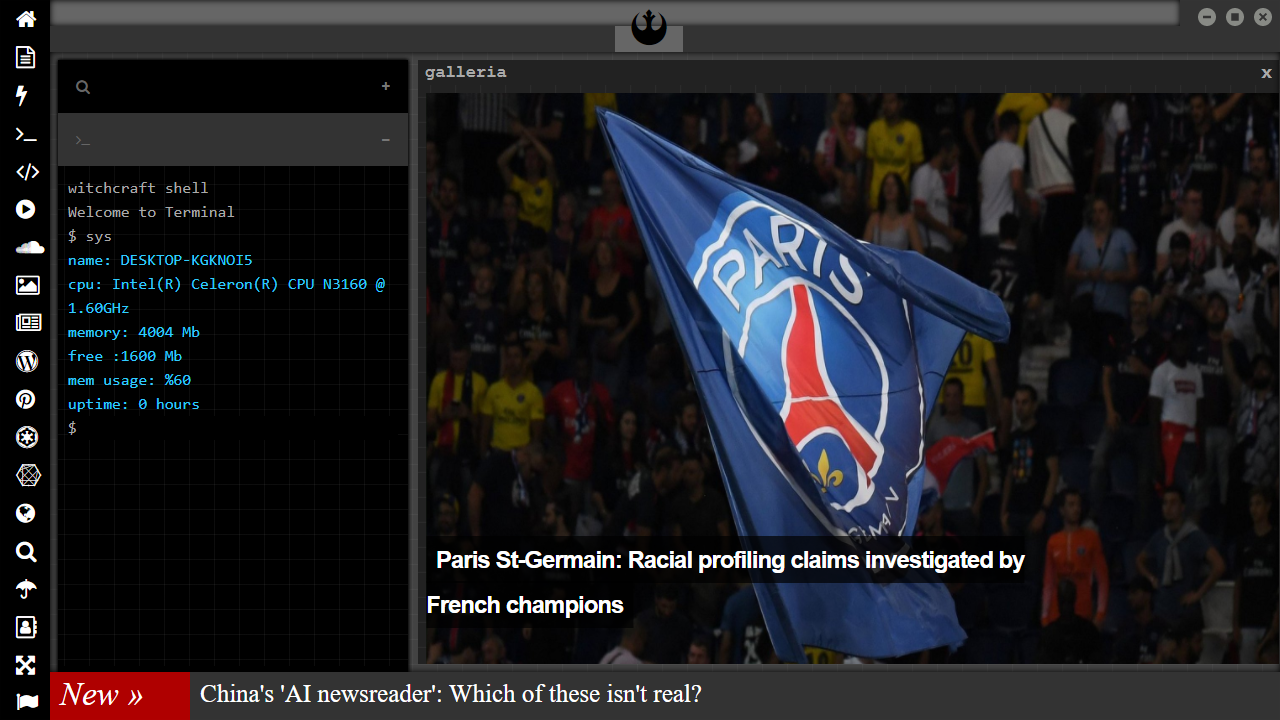 galleria
x
+
>_
−
witchcraft shell
Welcome to Terminal
$ sys
name: DESKTOP-KGKNOI5
cpu: Intel(R) Celeron(R) CPU N3160 @
1.60GHz
memory: 4004 Mb
free :1600 Mb
mem usage: %60
uptime: 0 hours
$
PARIS
27
Paris St-Germain: Racial profiling claims investigated by
French champions
New »
China's 'AI newsreader': Which of these isn't real?